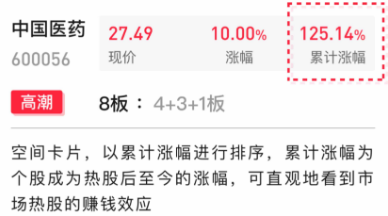 中国医药 27.49 10.00% 125.14%
600056 现价 涨幅 累计涨幅
高潮 8板： 4+3+1板
空间卡片，以累计涨幅进行排序，累计涨幅为
个股成为热股后至今的涨幅，可直观地看到市
场热股的赚钱效应